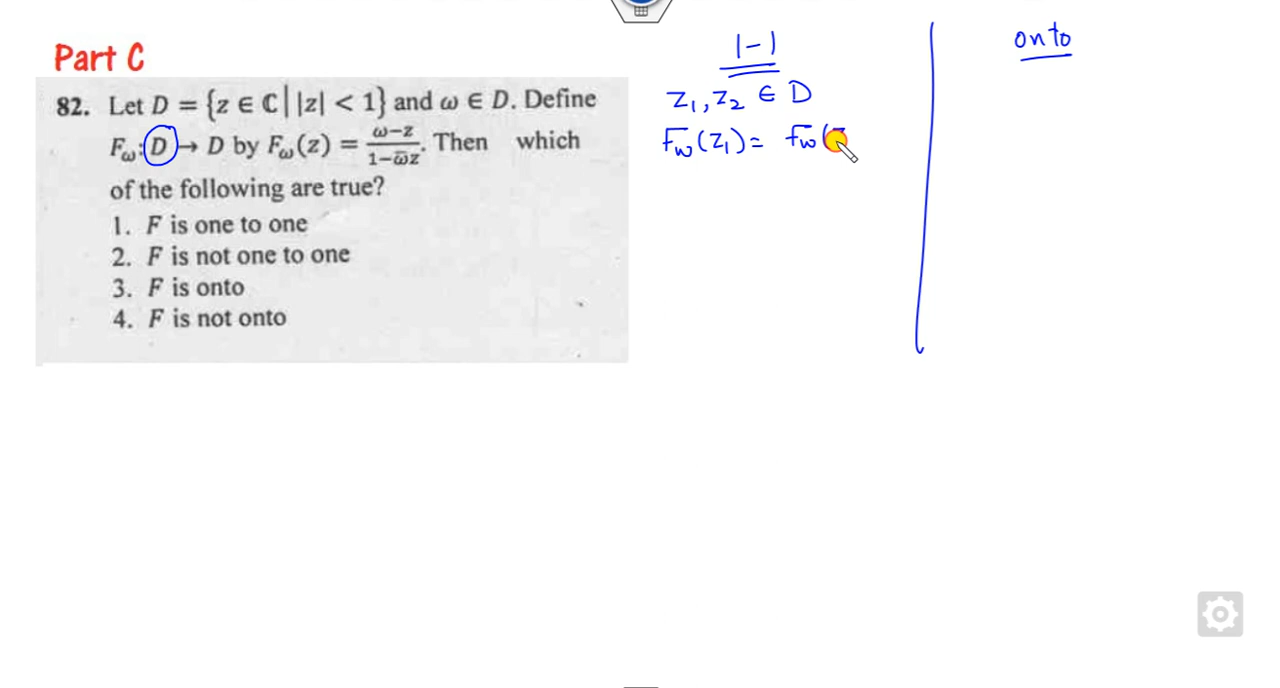 Part C
82. Let D = {z ∈ ℂ | |z| < 1} and ω ∈ D. Define
F_ω: D → D by F_ω(z) = (ω−z)/(1−ω̄z). Then which
of the following are true?
1. F is one to one
2. F is not one to one
3. F is onto
4. F is not onto
1-1
z₁, z₂ ∈ D
F_w(z₁) = F_w(
onto